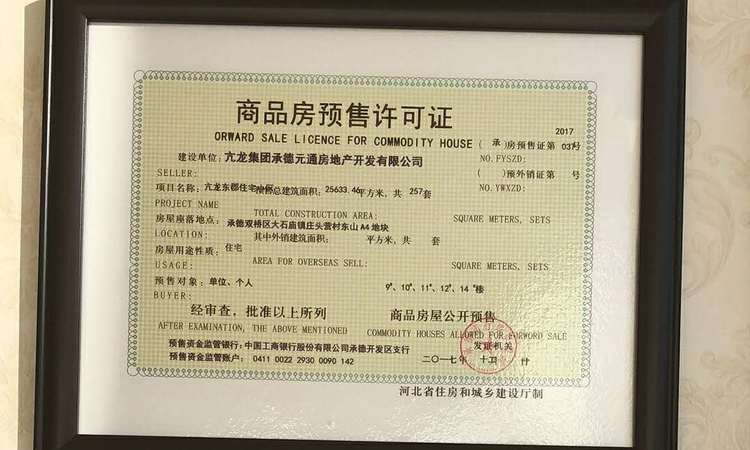 商品房预售许可证
ORWARD SALE LICENCE FOR COMMODITY HOUSE
2017
(承)房预售证第 03 号
建设单位：亢龙集团承德元通房地产开发有限公司
NO.FYSZD:
SELLER:
( )预外销证第 号
项目名称：亢龙东郡住宅 预售总建筑面积：25633.46 平方米，共 257 套
NO.YWXZD:
PROJECT NAME
TOTAL CONSTRUCTION AREA: SQUARE METERS, SETS
房屋座落地点：承德双桥区大石庙镇庄头营村东山 A4 地块
LOCATION: 其中外销建筑面积： 平方米，共 套
房屋用途性质：住宅
USAGE: AREA FOR OVERSEAS SELL: SQUARE METERS, SETS
预售对象：单位、个人 9#、10#、11#、12#、14# 楼
BUYER:
经审查，批准以上所列 商品房屋公开预售
AFTER EXAMINATION, THE ABOVE MENTIONED COMMODITY HOUSES ALLOWED FOR FORWORD SALE
预售资金监管银行：中国工商银行股份有限公司承德开发区支行 发证机关
预售资金监管账户： 0411 0022 2930 0090 142 二〇一七年 十
河北省住房和城乡建设厅制